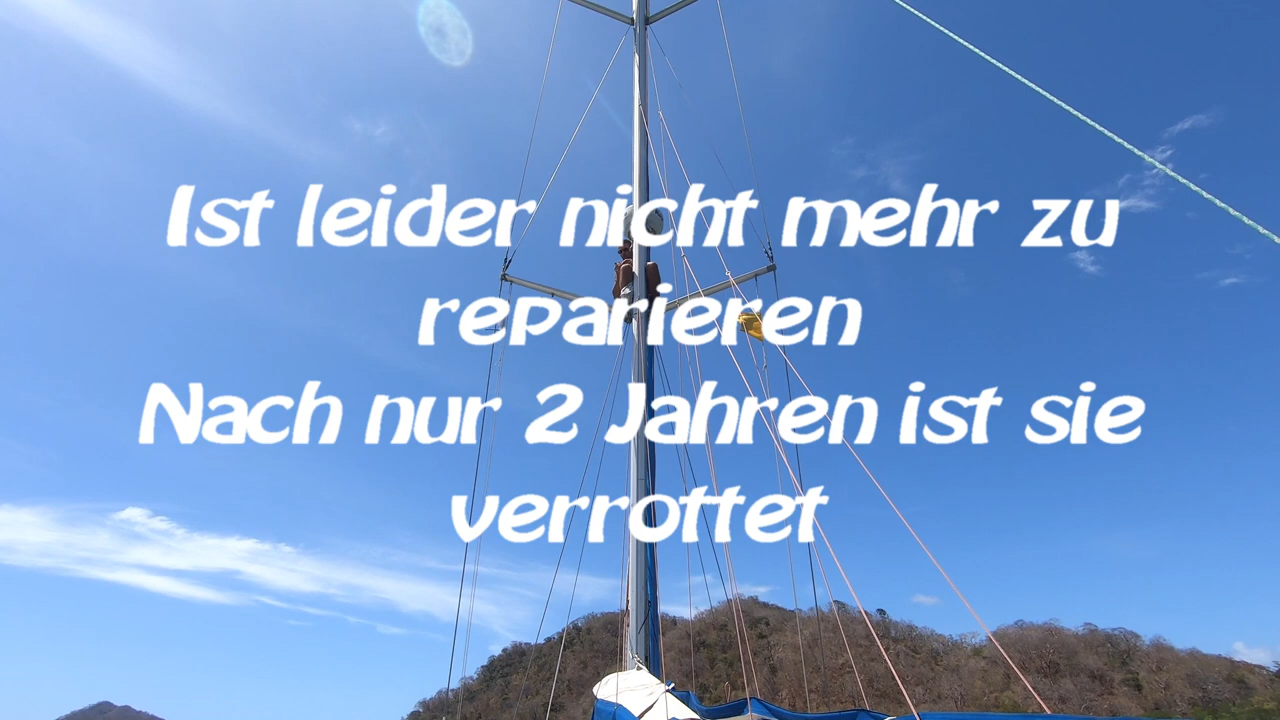 Ist leider nicht mehr zu
reparieren
Nach nur 2 Jahren ist sie
verrottet